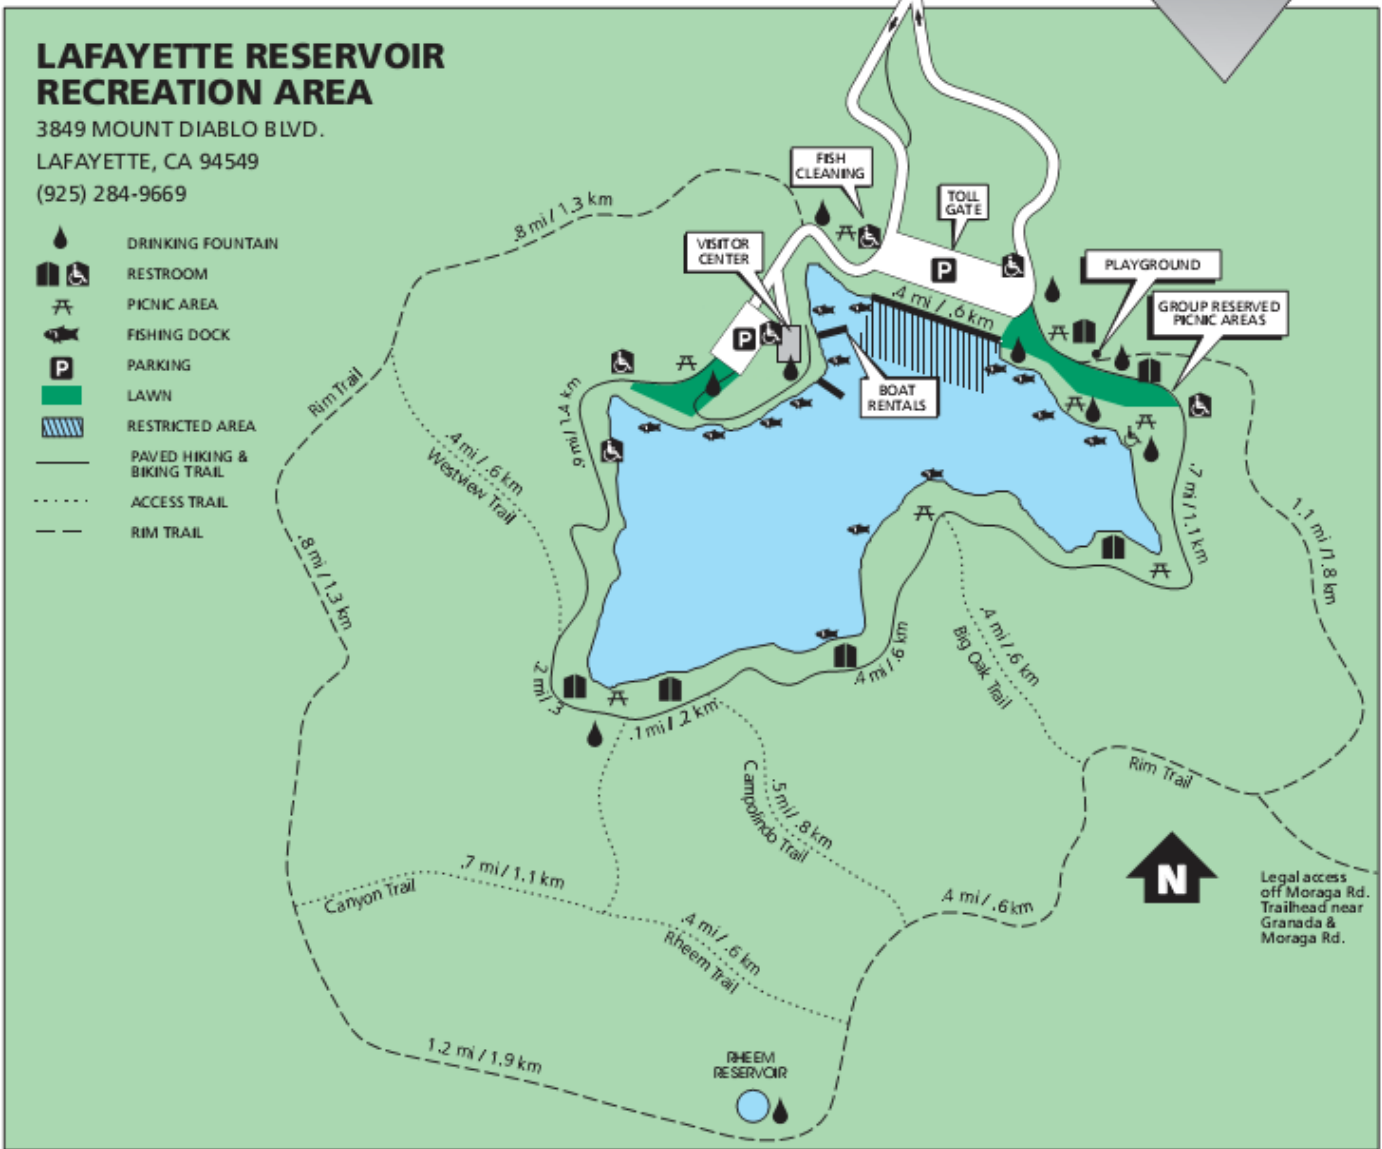 LAFAYETTE RESERVOIR
RECREATION AREA
3849 MOUNT DIABLO BLVD.
LAFAYETTE, CA 94549
(925) 284-9669
DRINKING FOUNTAIN
RESTROOM
PICNIC AREA
FISHING DOCK
P
PARKING
LAWN
RESTRICTED AREA
PAVED HIKING &
BIKING TRAIL
ACCESS TRAIL
RIM TRAIL
FISH
CLEANING
TOLL
GATE
VISITOR
CENTER
PLAYGROUND
GROUP RESERVED
PICNIC AREAS
BOAT
RENTALS
P
P
.8 mi / 1.3 km
.4 mi / .6 km
Rim Trail
.9 mi / 1.4 km
.4 mi / .6 km
Westview Trail
.7 mi / 1.1 km
1.1 mi / 1.8 km
.8 mi / 1.3 km
.4 mi / .6 km
Big Oak Trail
.4 mi / .6 km
.2 mi / .3
.1 mi / .2 km
Rim Trail
.5 mi / .8 km
Campolindo Trail
.7 mi / 1.1 km
Canyon Trail
.4 mi / .6 km
.4 mi / .6 km
Rheem Trail
N
Legal access
off Moraga Rd.
Trailhead near
Granada &
Moraga Rd.
1.2 mi / 1.9 km
RHEEM
RESERVOIR